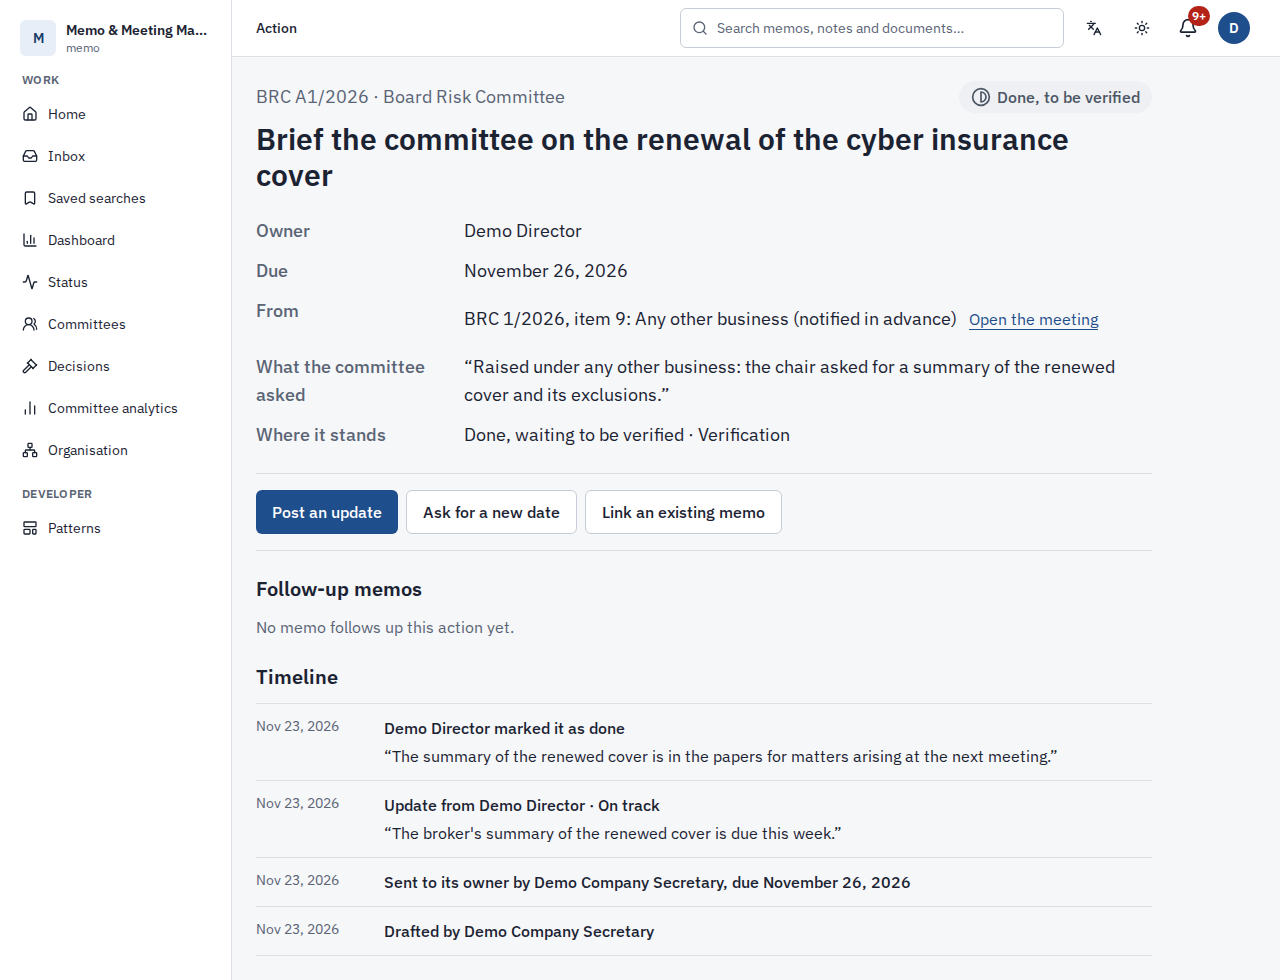 M
Memo & Meeting Ma...
memo
WORK
Home
Inbox
Saved searches
Dashboard
Status
Committees
Decisions
Committee analytics
Organisation
DEVELOPER
Patterns
Action
Search memos, notes and documents...
9+
D
BRC A1/2026 · Board Risk Committee
Done, to be verified
Brief the committee on the renewal of the cyber insurance
cover
Owner
Demo Director
Due
November 26, 2026
From
BRC 1/2026, item 9: Any other business (notified in advance) Open the meeting
What the committee
asked
“Raised under any other business: the chair asked for a summary of the renewed
cover and its exclusions.”
Where it stands
Done, waiting to be verified · Verification
Post an update
Ask for a new date
Link an existing memo
Follow-up memos
No memo follows up this action yet.
Timeline
Nov 23, 2026
Demo Director marked it as done
“The summary of the renewed cover is in the papers for matters arising at the next meeting.”
Nov 23, 2026
Update from Demo Director · On track
“The broker's summary of the renewed cover is due this week.”
Nov 23, 2026
Sent to its owner by Demo Company Secretary, due November 26, 2026
Nov 23, 2026
Drafted by Demo Company Secretary